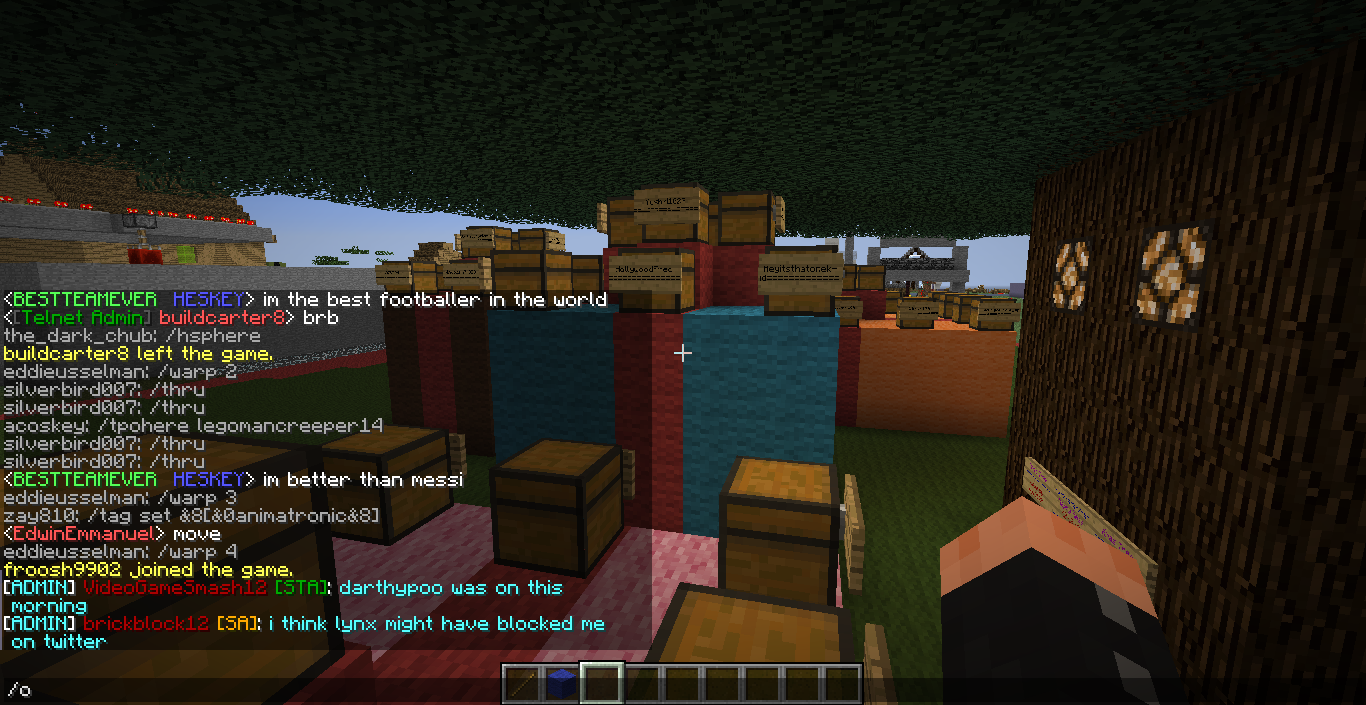 Hollycoffree
Heyitsthatonek-
id==============
<BESTTEAMEVER HESKEY> im the best footballer in the world
<[Telnet Admin] buildcarter8> brb
the_dark_chub: /hsphere
buildcarter8 left the game.
eddieusselman: /warp 2
silverbird007: /thru
silverbird007: /thru
acoskey: /tpohere legomancreeper14
silverbird007: /thru
silverbird007: /thru
<BESTTEAMEVER HESKEY> im better than messi
eddieusselman: /warp 3
zay810: /tag set &8[&0animatronic&8]
<EdwinEmmanuel> move
eddieusselman: /warp 4
froosh9902 joined the game.
[ADMIN] VideoGameSmash12 [STA]: darthypoo was on this
morning
[ADMIN] brickblock12 [SA]: i think lynx might have blocked me
on twitter
/o